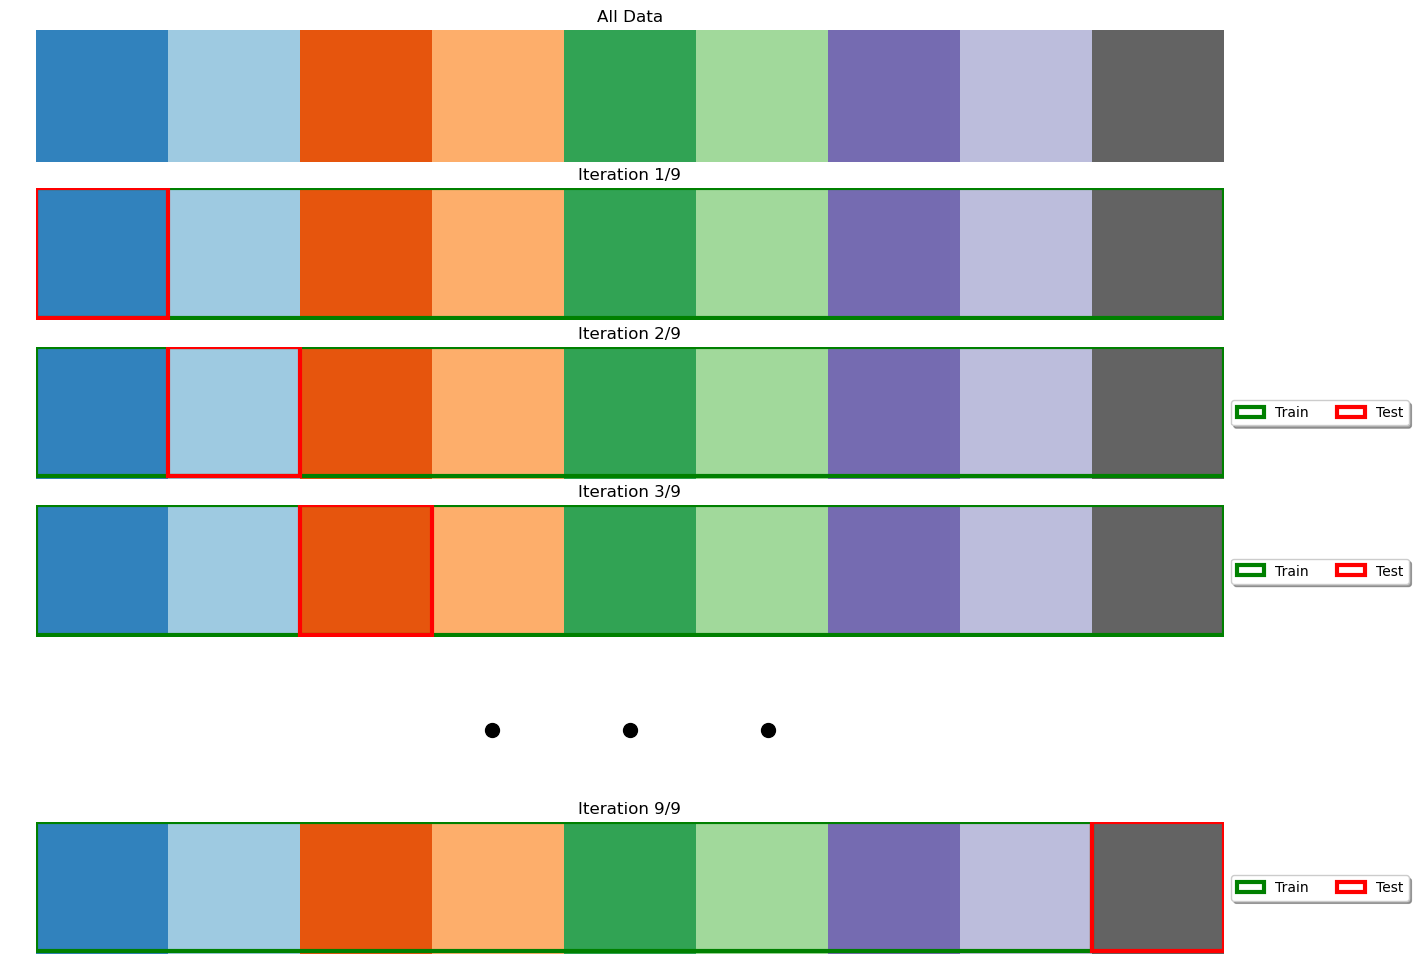 All Data
Iteration 1/9
Iteration 2/9
Train Test
Iteration 3/9
Train Test
Iteration 9/9
Train Test